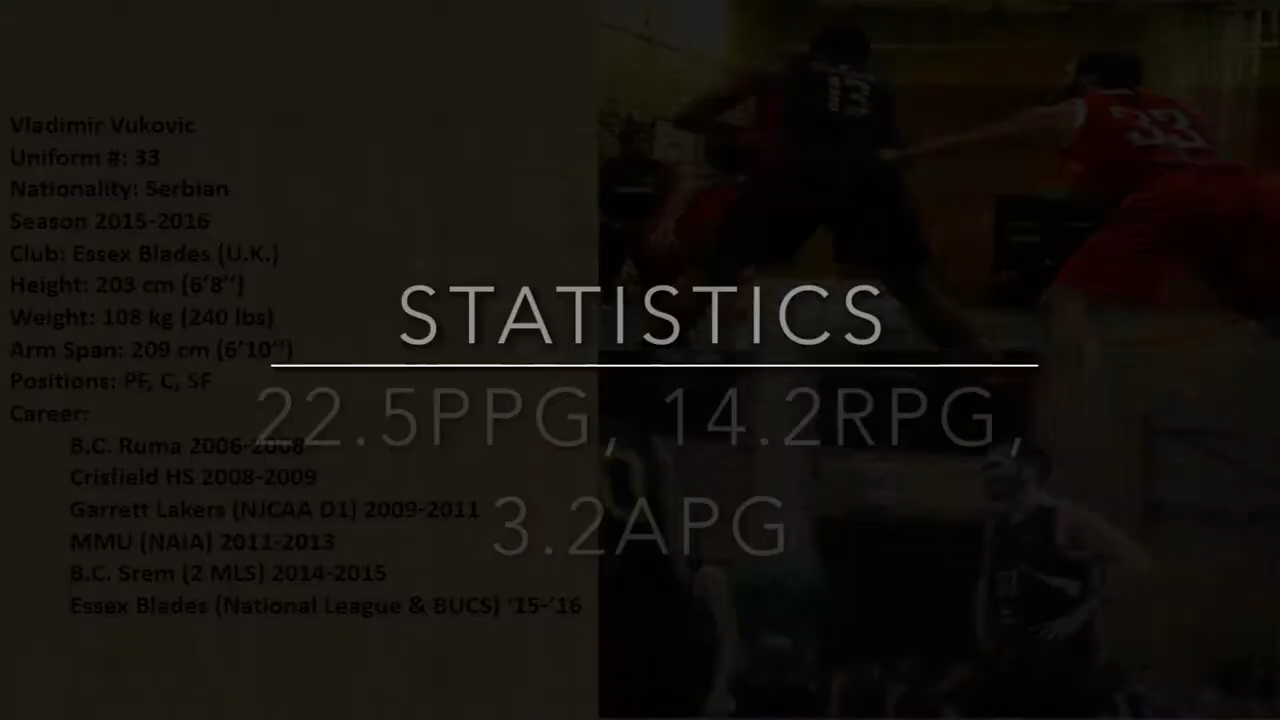 Vladimir Vukovic
Uniform #: 33
Nationality: Serbian
Season 2015-2016
Club: Essex Blades (U.K.)
Height: 203 cm (6’8’’)
Weight: 108 kg (240 lbs)
Arm Span: 209 cm (6’10’’)
Positions: PF, C, SF
Career:
B.C. Ruma 2006-2008
Crisfield HS 2008-2009
Garrett Lakers (NJCAA D1) 2009-2011
MMU (NAIA) 2011-2013
B.C. Srem (2 MLS) 2014-2015
Essex Blades (National League & BUCS) ’15-’16
STATISTICS
22.5PPG, 14.2RPG,
3.2APG
33